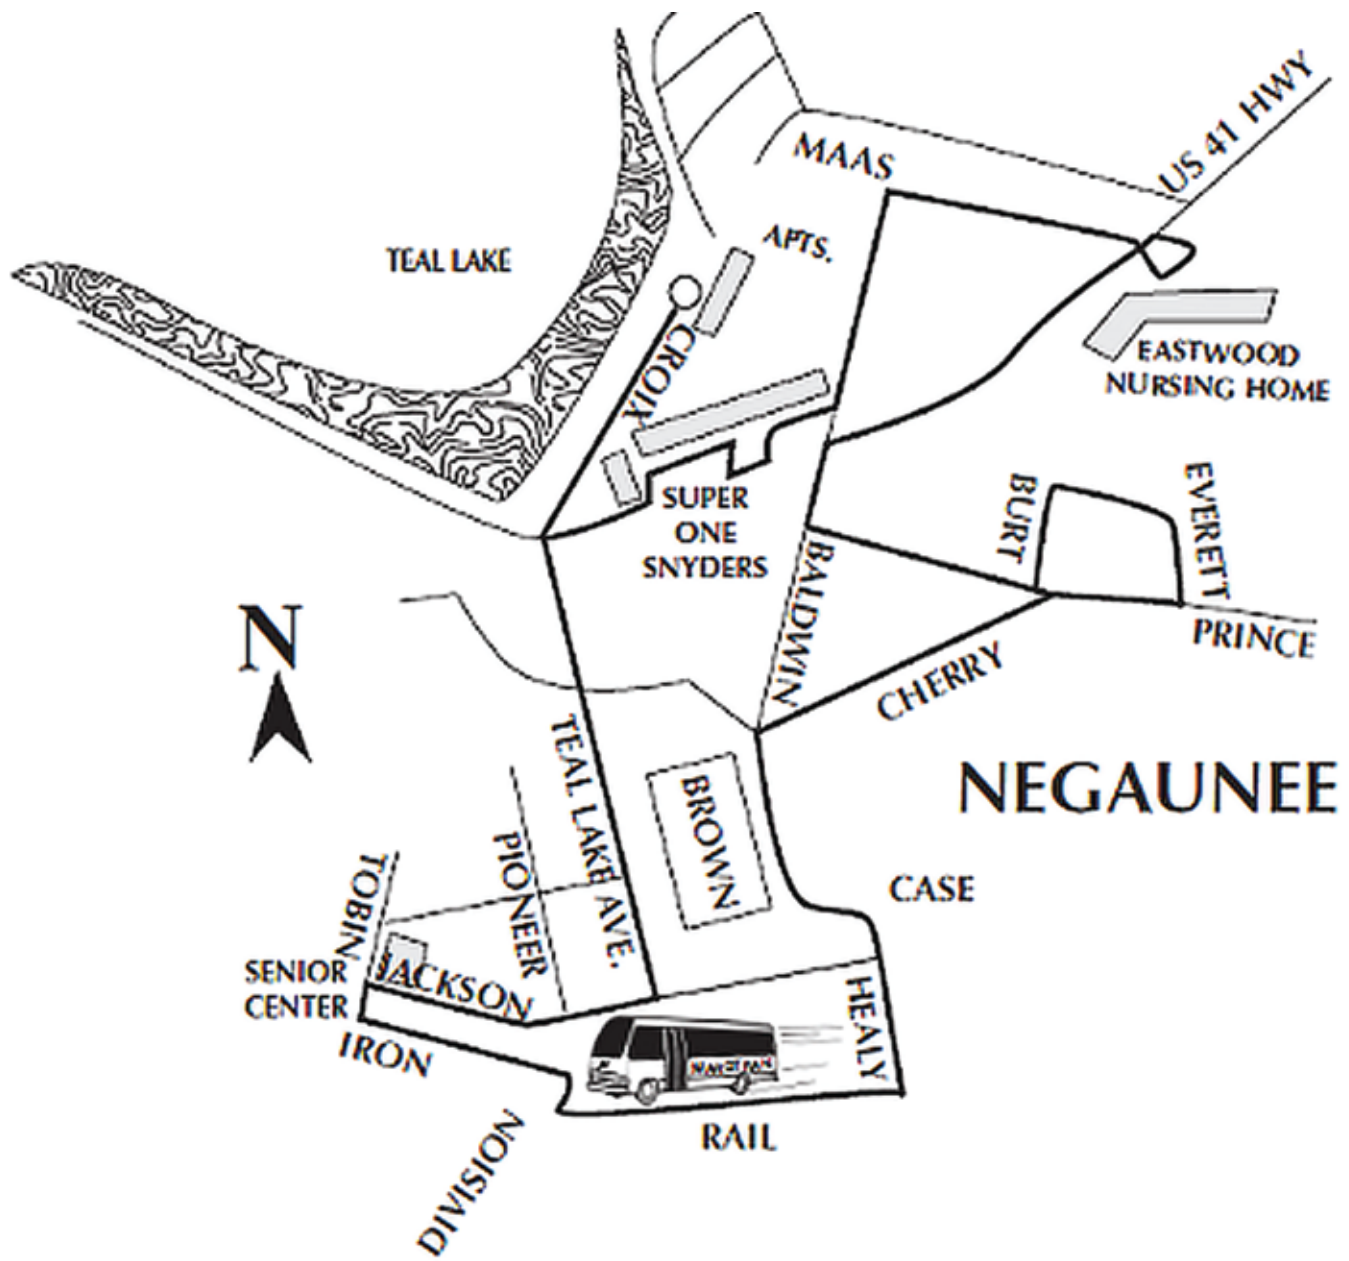 US 41 HWY
MAAS
APTS.
TEAL LAKE
CROIX
EASTWOOD
NURSING HOME
SUPER
ONE
SNYDERS
BURT
EVERETT
BALDWIN
PRINCE
N
CHERRY
TEAL LAKE AVE.
BROWN
NEGAUNEE
PIONEER
TOBIN
CASE
SENIOR
CENTER
JACKSON
HEALY
IRON
RAIL
DIVISION